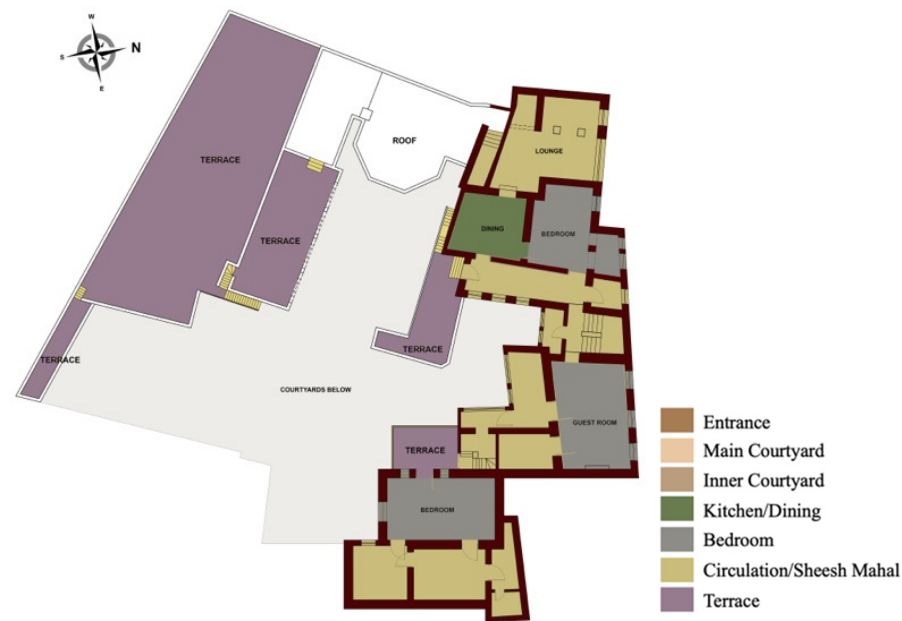 W
S
N
E
TERRACE
ROOF
LOUNGE
TERRACE
DINING
BEDROOM
TERRACE
TERRACE
COURTYARDS BELOW
GUEST ROOM
TERRACE
BEDROOM
Entrance
Main Courtyard
Inner Courtyard
Kitchen/Dining
Bedroom
Circulation/Sheesh Mahal
Terrace